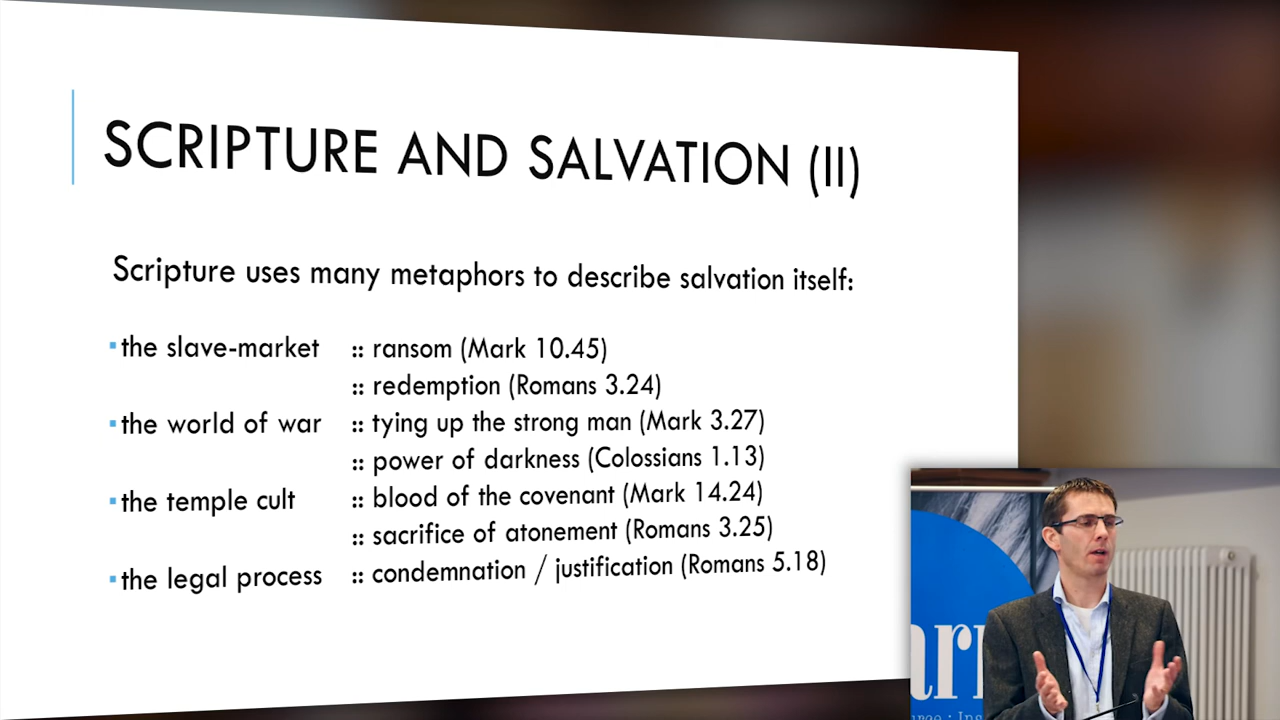 SCRIPTURE AND SALVATION (II)
Scripture uses many metaphors to describe salvation itself:
▪the slave-market :: ransom (Mark 10.45)
:: redemption (Romans 3.24)
▪the world of war :: tying up the strong man (Mark 3.27)
:: power of darkness (Colossians 1.13)
▪the temple cult :: blood of the covenant (Mark 14.24)
:: sacrifice of atonement (Romans 3.25)
▪the legal process :: condemnation / justification (Romans 5.18)